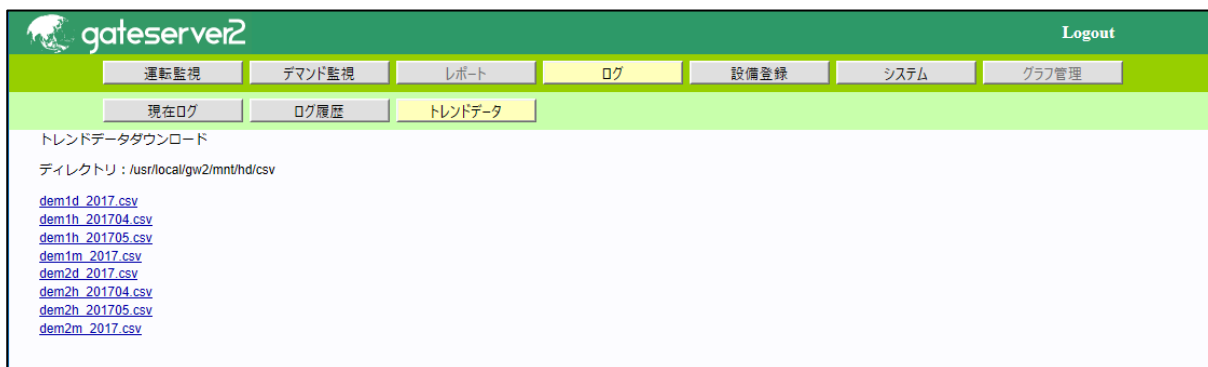 gateserver2 Logout
運転監視 デマンド監視 レポート ログ 設備登録 システム グラフ管理
現在ログ ログ履歴 トレンドデータ
トレンドデータダウンロード
ディレクトリ：/usr/local/gw2/mnt/hd/csv
dem1d_2017.csv
dem1h_201704.csv
dem1h_201705.csv
dem1m_2017.csv
dem2d_2017.csv
dem2h_201704.csv
dem2h_201705.csv
dem2m_2017.csv